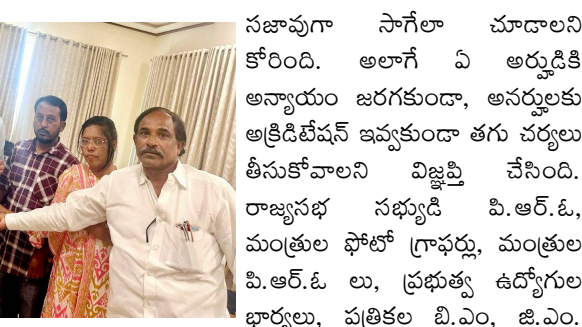 సజావుగా సాగేలా చూడాలని
కోరింది. అలాగే ఏ అర్హుడికి
అన్యాయం జరగకుండా, అనర్హులకు
అక్రిడిటేషన్ ఇవ్వకుండా తగు చర్యలు
తీసుకోవాలని విజ్ఞప్తి చేసింది.
రాజ్యసభ సభ్యుడి పి.ఆర్.ఓ,
మంత్రుల ఫోటో గ్రాఫర్లు, మంత్రుల
పి.ఆర్.ఓ లు, ప్రభుత్వ ఉద్యోగుల
భార్యలు, పత్రికల బి.ఎం, జి.ఎం,